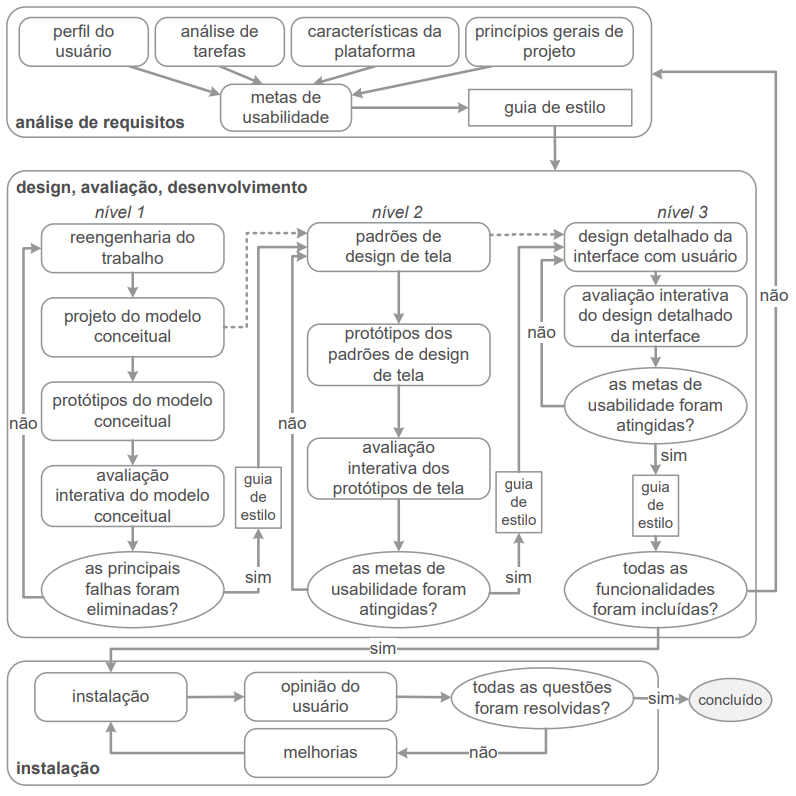 perfil do
usuário
análise de
tarefas
características da
plataforma
princípios gerais de
projeto
metas de
usabilidade
guia de estilo
análise de requisitos
design, avaliação, desenvolvimento
nível 1
nível 2
nível 3
reengenharia do
trabalho
projeto do modelo
conceitual
protótipos do modelo
conceitual
avaliação
interativa do modelo
conceitual
as principais
falhas foram
eliminadas?
não
sim
guia
de
estilo
padrões de
design de tela
protótipos dos
padrões de design
de tela
avaliação
interativa dos
protótipos de tela
as metas de
usabilidade foram
atingidas?
não
sim
guia
de
estilo
design detalhado da
interface com usuário
avaliação interativa
do design detalhado
da interface
as metas de
usabilidade foram
atingidas?
não
sim
guia
de
estilo
todas as
funcionalidades
foram incluídas?
não
sim
instalação
opinião do
usuário
todas as questões
foram resolvidas?
sim
concluído
melhorias
não
instalação